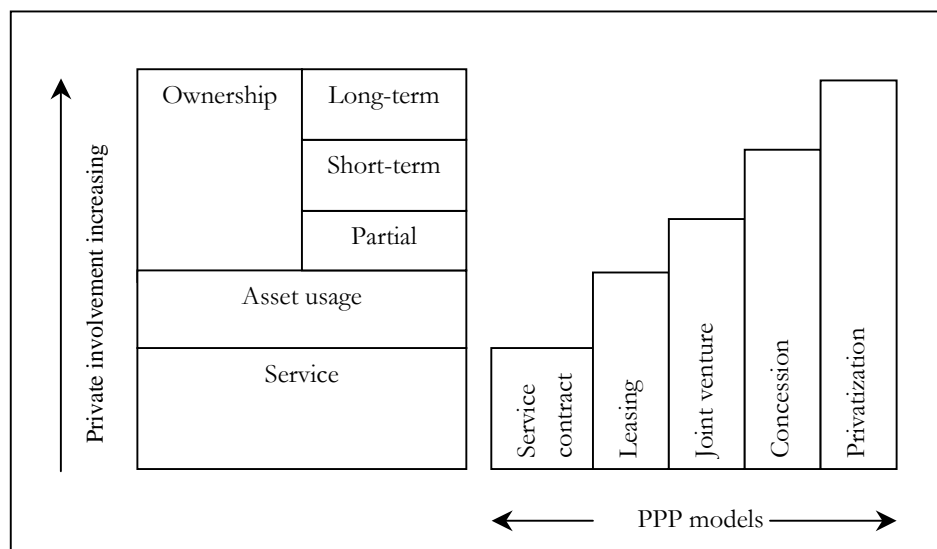 Private involvement increasing
Ownership
Long-term
Short-term
Partial
Asset usage
Service
Service
contract
Leasing
Joint venture
Concession
Privatization
PPP models